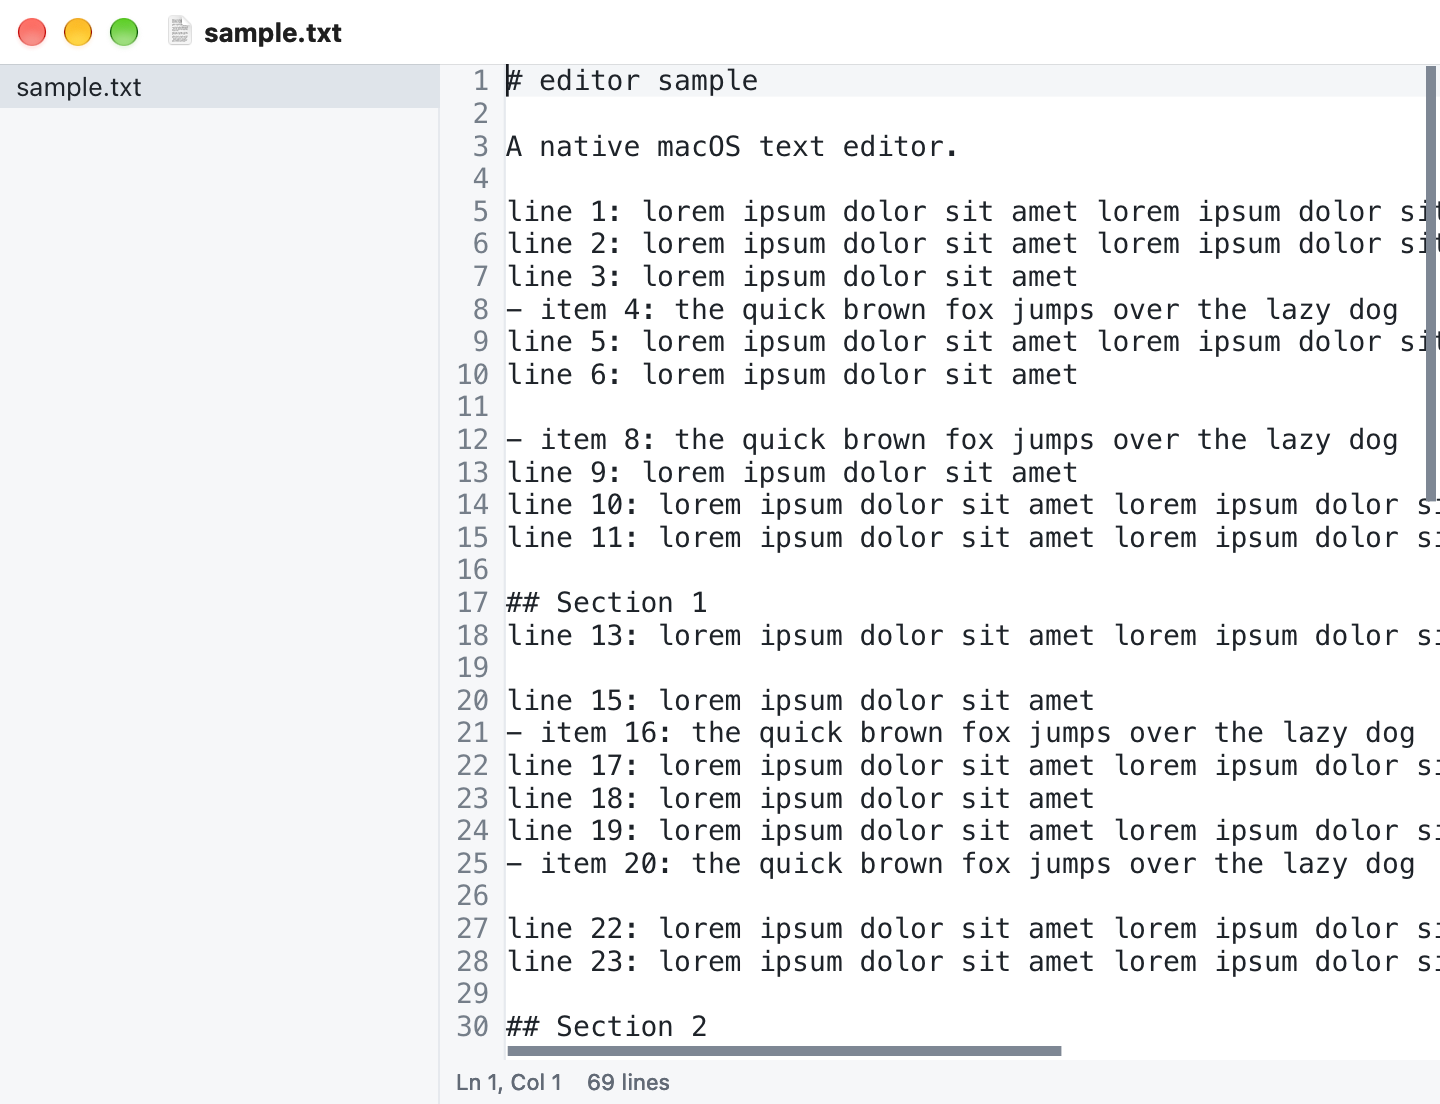 sample.txt
sample.txt
1 # editor sample
2
3 A native macOS text editor.
4
5 line 1: lorem ipsum dolor sit amet lorem ipsum dolor sit
6 line 2: lorem ipsum dolor sit amet lorem ipsum dolor sit
7 line 3: lorem ipsum dolor sit amet
8 - item 4: the quick brown fox jumps over the lazy dog
9 line 5: lorem ipsum dolor sit amet lorem ipsum dolor sit
10 line 6: lorem ipsum dolor sit amet
11
12 - item 8: the quick brown fox jumps over the lazy dog
13 line 9: lorem ipsum dolor sit amet
14 line 10: lorem ipsum dolor sit amet lorem ipsum dolor si
15 line 11: lorem ipsum dolor sit amet lorem ipsum dolor si
16
17 ## Section 1
18 line 13: lorem ipsum dolor sit amet lorem ipsum dolor si
19
20 line 15: lorem ipsum dolor sit amet
21 - item 16: the quick brown fox jumps over the lazy dog
22 line 17: lorem ipsum dolor sit amet lorem ipsum dolor si
23 line 18: lorem ipsum dolor sit amet
24 line 19: lorem ipsum dolor sit amet lorem ipsum dolor si
25 - item 20: the quick brown fox jumps over the lazy dog
26
27 line 22: lorem ipsum dolor sit amet lorem ipsum dolor si
28 line 23: lorem ipsum dolor sit amet lorem ipsum dolor si
29
30 ## Section 2
Ln 1, Col 1 69 lines